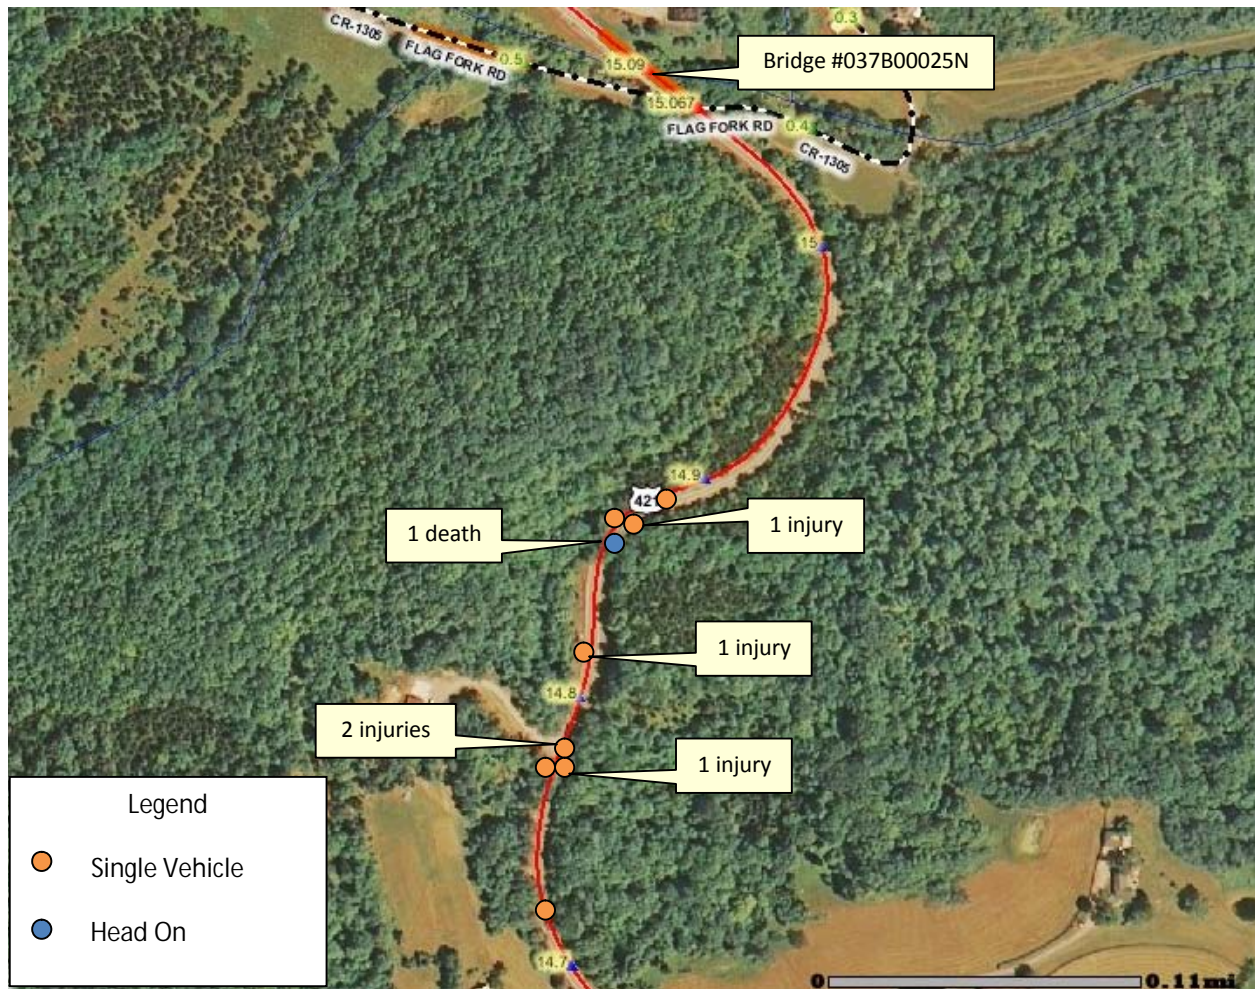 CR-1305
FLAG FORK RD
0.5
15.09
0.3
Bridge #037B00025N
15.067
FLAG FORK RD
0.4
CR-1305
15
14.9
421
1 death
1 injury
1 injury
14.8
2 injuries
1 injury
Legend
Single Vehicle
Head On
14.7
0
0.11mi